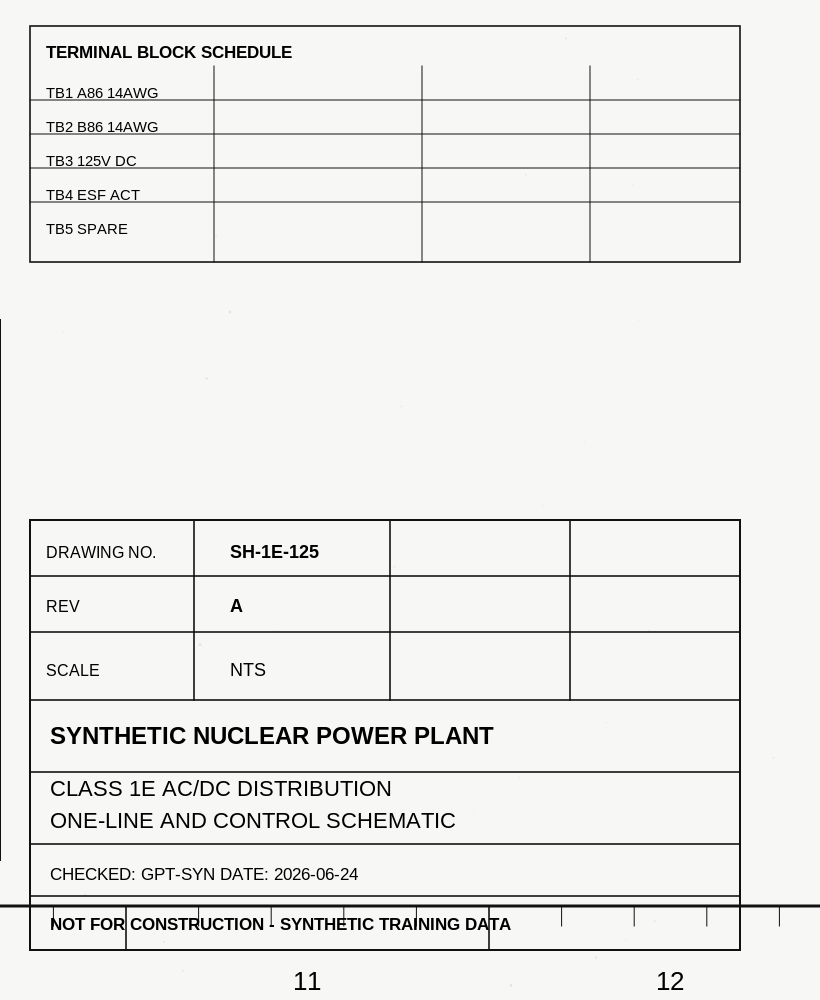 TERMINAL BLOCK SCHEDULE
TB1 A86 14AWG
TB2 B86 14AWG
TB3 125V DC
TB4 ESF ACT
TB5 SPARE
DRAWING NO. SH-1E-125
REV A
SCALE NTS
SYNTHETIC NUCLEAR POWER PLANT
CLASS 1E AC/DC DISTRIBUTION
ONE-LINE AND CONTROL SCHEMATIC
CHECKED: GPT-SYN DATE: 2026-06-24
NOT FOR CONSTRUCTION - SYNTHETIC TRAINING DATA
11 12